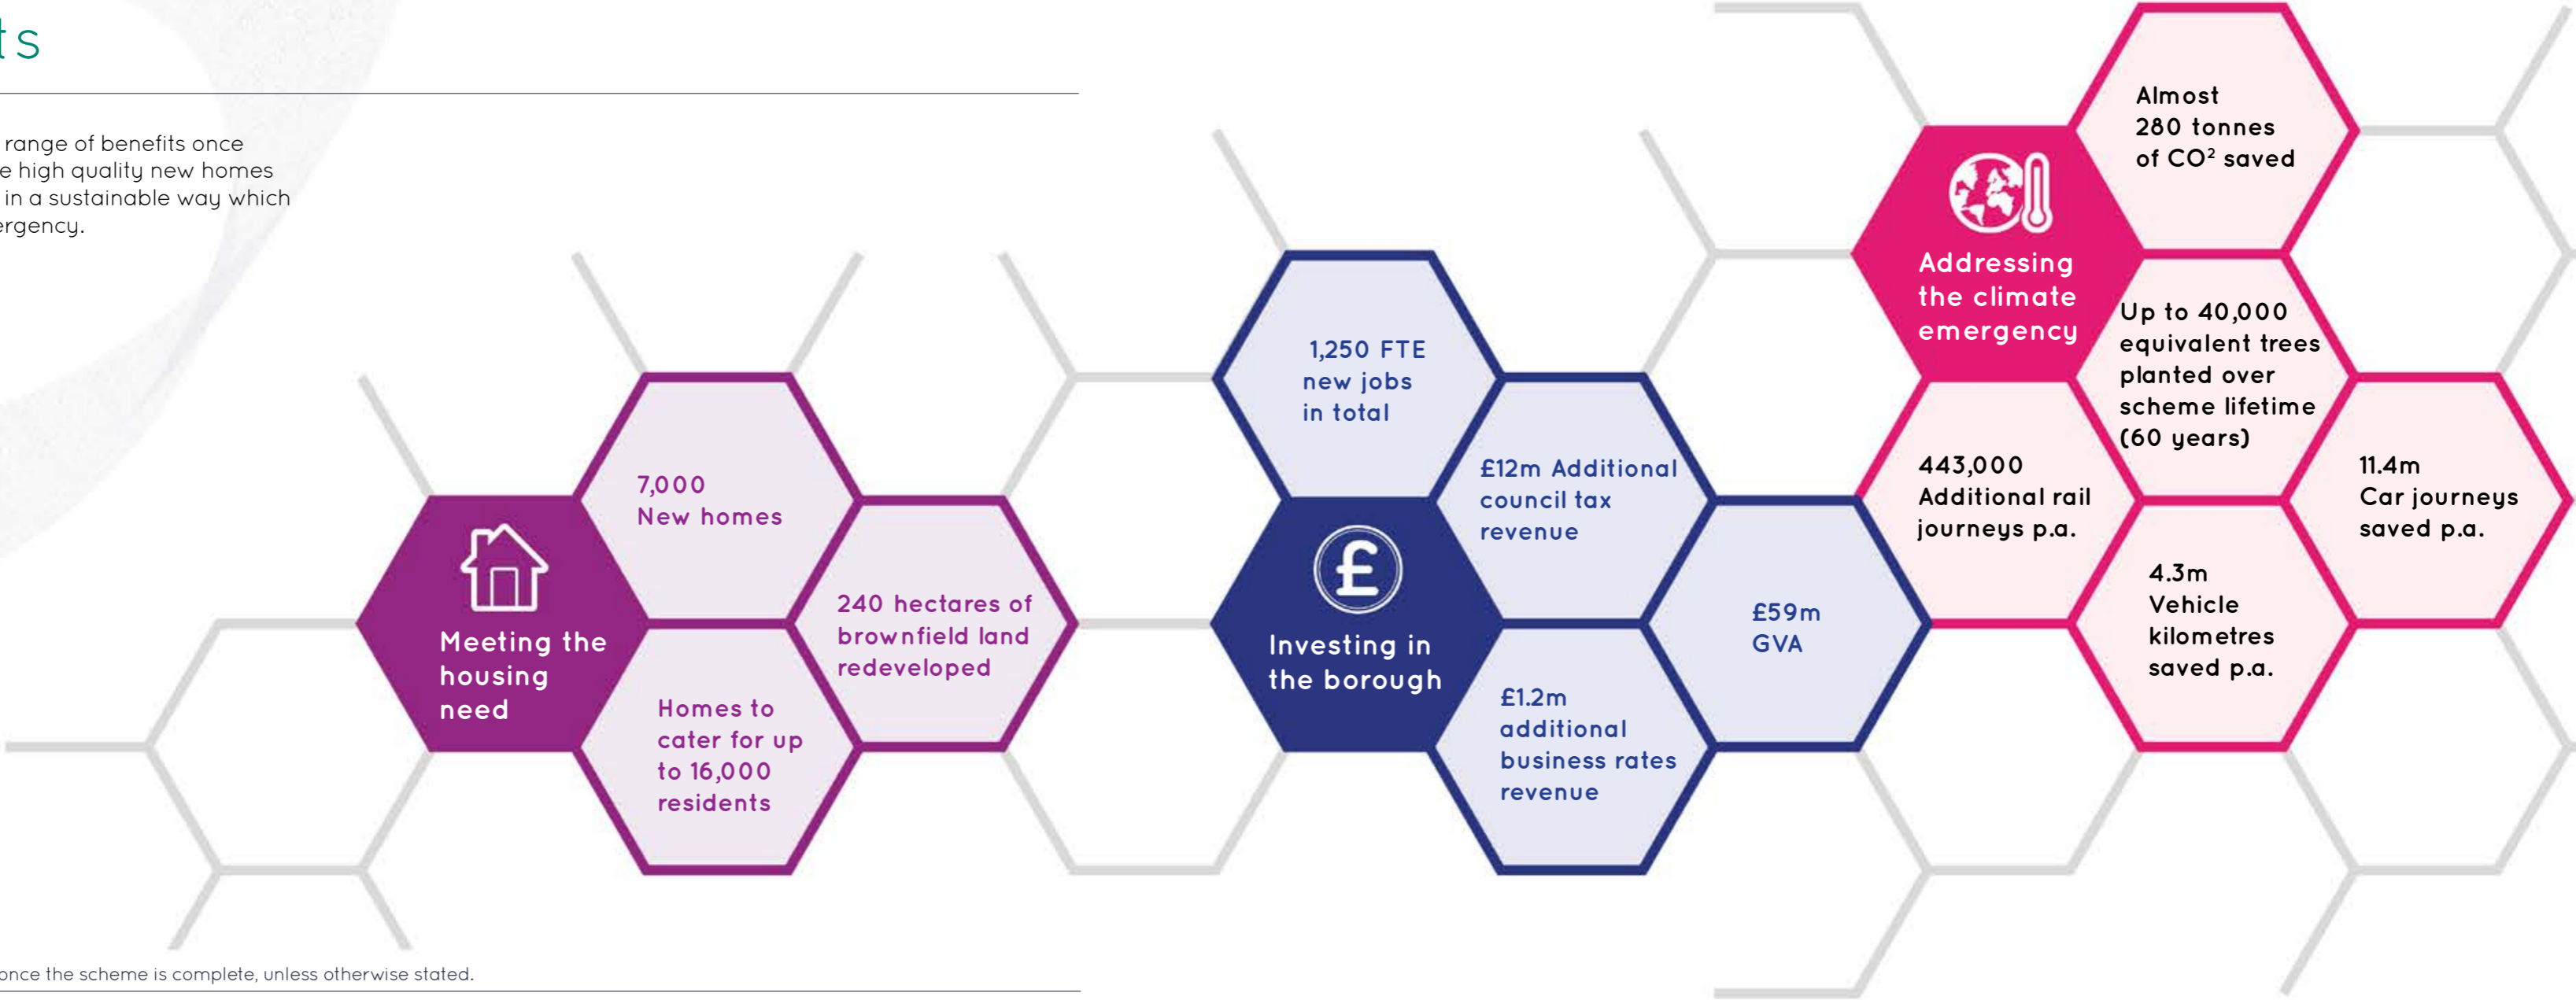 ts
range of benefits once
e high quality new homes
in a sustainable way which
ergency.
Meeting the
housing
need
7,000
New homes
240 hectares of
brownfield land
redeveloped
Homes to
cater for up
to 16,000
residents
Investing in
the borough
1,250 FTE
new jobs
in total
£12m Additional
council tax
revenue
£1.2m
additional
business rates
revenue
£59m
GVA
Addressing
the climate
emergency
Almost
280 tonnes
of CO² saved
Up to 40,000
equivalent trees
planted over
scheme lifetime
(60 years)
443,000
Additional rail
journeys p.a.
11.4m
Car journeys
saved p.a.
4.3m
Vehicle
kilometres
saved p.a.
once the scheme is complete, unless otherwise stated.